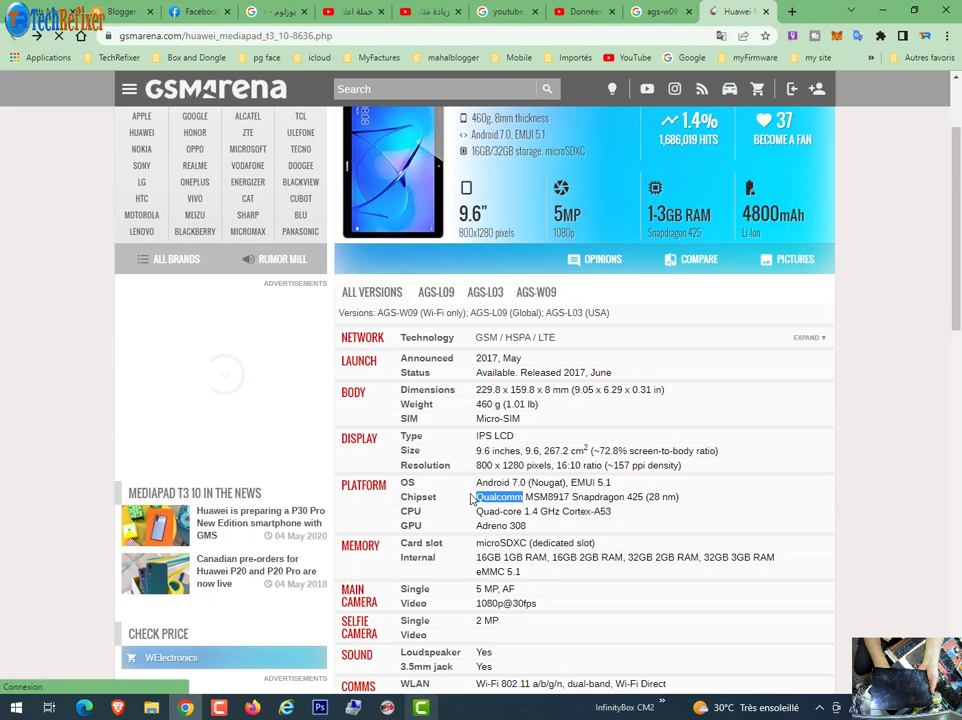 Blogger
Facebook
youtube
Données
ags-w09
Huawei
TechRefixer
gsmarena.com/huawei_mediapad_t3_10-8636.php
Applications
TechRefixer
Box and Dongle
pg face
icloud
MyFactures
mahalblogger
Mobile
Importés
YouTube
Google
myFirmware
my site
Autres favoris
GSMARENA
Search
APPLE GOOGLE ALCATEL TCL
HUAWEI HONOR ZTE ULEFONE
NOKIA OPPO MICROSOFT TECNO
SONY REALME VODAFONE DOOGEE
LG ONEPLUS ENERGIZER BLACKVIEW
HTC VIVO CAT CUBOT
MOTOROLA MEIZU SHARP BLU
LENOVO BLACKBERRY MICROMAX PANASONIC
ALL BRANDS RUMOR MILL
ADVERTISEMENTS
08:08
460g, 8mm thickness
Android 7.0, EMUI 5.1
16GB/32GB storage, microSDXC
1.4%
1,686,019 HITS
37
BECOME A FAN
9.6"
800x1280 pixels
5MP
1080p
1-3GB RAM
Snapdragon 425
4800mAh
Li-Ion
OPINIONS COMPARE PICTURES
ALL VERSIONS AGS-L09 AGS-L03 AGS-W09
Versions: AGS-W09 (Wi-Fi only); AGS-L09 (Global); AGS-L03 (USA)
NETWORK Technology GSM / HSPA / LTE EXPAND ▼
LAUNCH Announced 2017, May
Status Available. Released 2017, June
BODY Dimensions 229.8 x 159.8 x 8 mm (9.05 x 6.29 x 0.31 in)
Weight 460 g (1.01 lb)
SIM Micro-SIM
DISPLAY Type IPS LCD
Size 9.6 inches, 9.6, 267.2 cm2 (~72.8% screen-to-body ratio)
Resolution 800 x 1280 pixels, 16:10 ratio (~157 ppi density)
PLATFORM OS Android 7.0 (Nougat), EMUI 5.1
Chipset Qualcomm MSM8917 Snapdragon 425 (28 nm)
CPU Quad-core 1.4 GHz Cortex-A53
GPU Adreno 308
MEMORY Card slot microSDXC (dedicated slot)
Internal 16GB 1GB RAM, 16GB 2GB RAM, 32GB 2GB RAM, 32GB 3GB RAM
eMMC 5.1
MAIN CAMERA Single 5 MP, AF
Video 1080p@30fps
SELFIE CAMERA Single 2 MP
Video
SOUND Loudspeaker Yes
3.5mm jack Yes
COMMS WLAN Wi-Fi 802.11 a/b/g/n, dual-band, Wi-Fi Direct
MEDIAPAD T3 10 IN THE NEWS
Huawei is preparing a P30 Pro
New Edition smartphone with
GMS 04 May 2020
Canadian pre-orders for
Huawei P20 and P20 Pro are
now live 04 May 2018
CHECK PRICE
WElectronics
ADVERTISEMENTS
Connexion
InfinityBox CM2
30°C Très ensoleillé